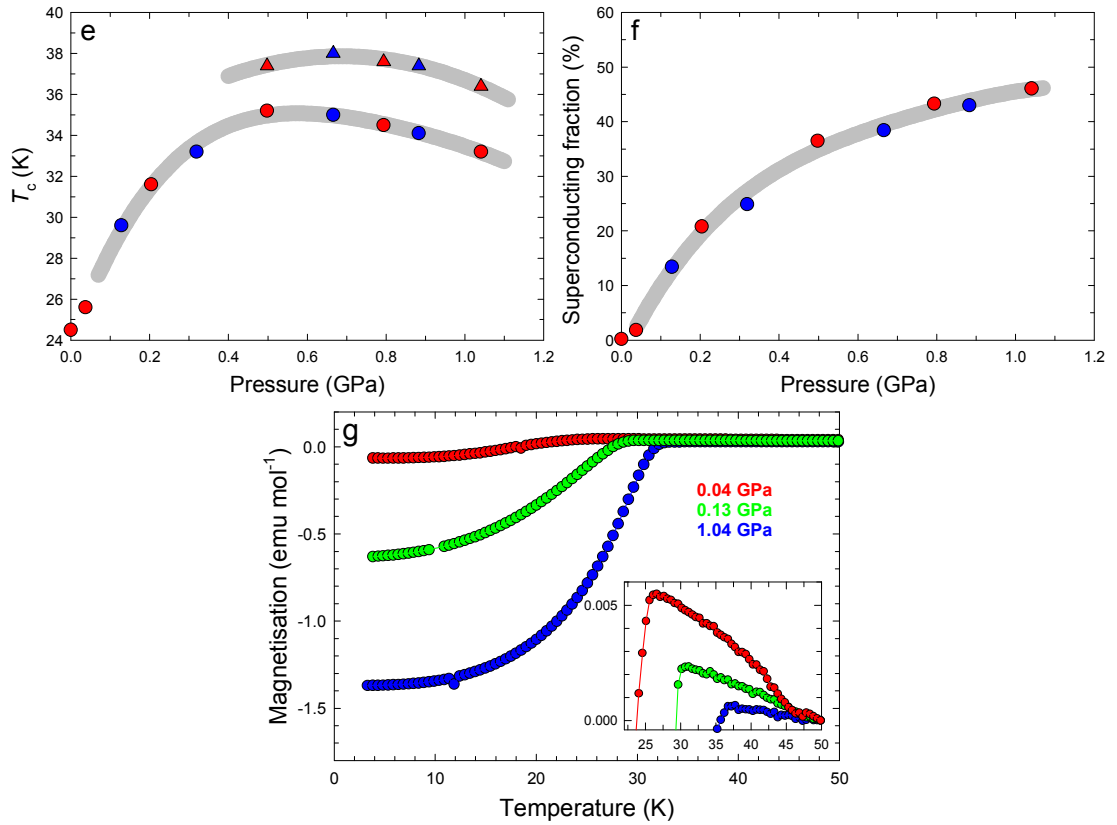 e
T_c (K)
40
38
36
34
32
30
28
26
24
0.0 0.2 0.4 0.6 0.8 1.0 1.2
Pressure (GPa)
f
Superconducting fraction (%)
60
50
40
30
20
10
0
0.0 0.2 0.4 0.6 0.8 1.0 1.2
Pressure (GPa)
g
Magnetisation (emu mol⁻¹)
0.0
-0.5
-1.0
-1.5
0.04 GPa
0.13 GPa
1.04 GPa
0.005
0.000
25 30 35 40 45 50
0 10 20 30 40 50
Temperature (K)